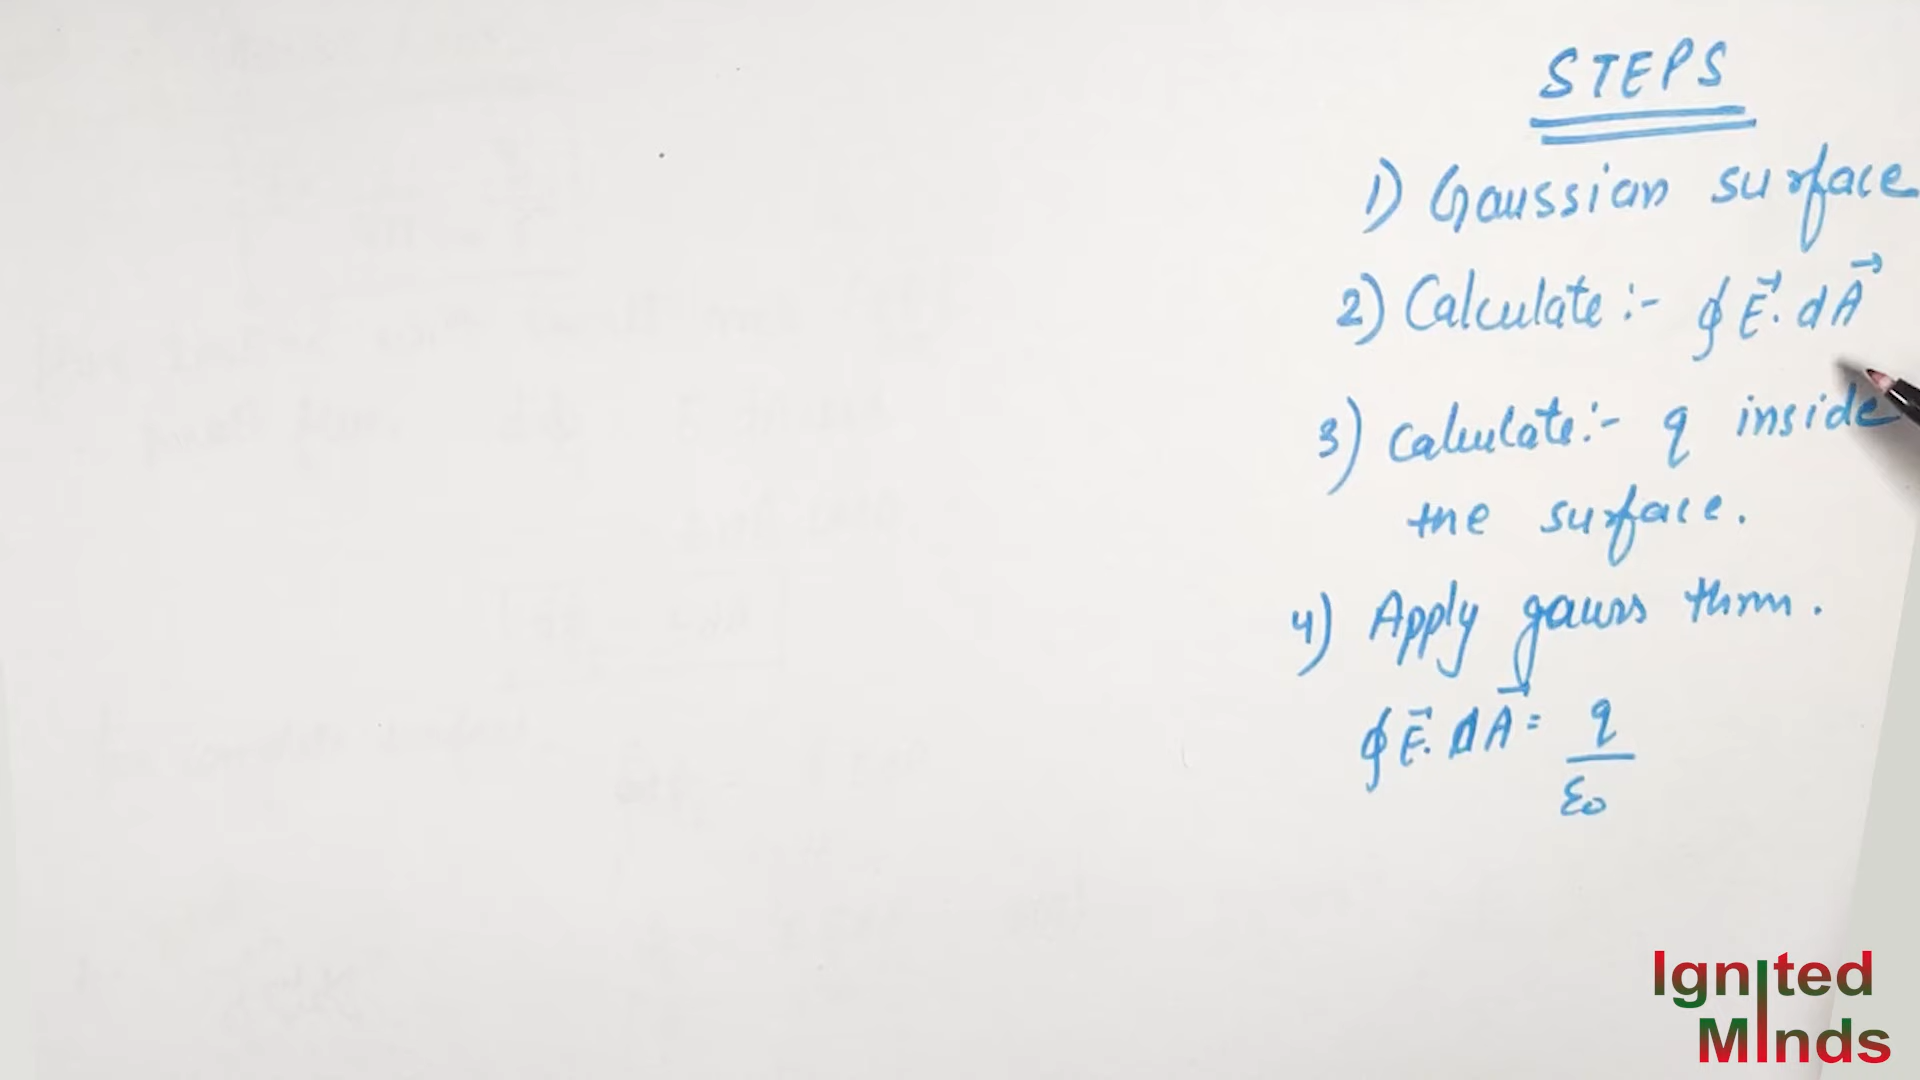 STEPS
1) Gaussian surface
2) Calculate :- ∮ E⃗. dA⃗
3) Calculate:- q inside
the surface.
4) Apply gauss thrm.
∮ E⃗. dA⃗ = q/ε₀
Ignited
Minds